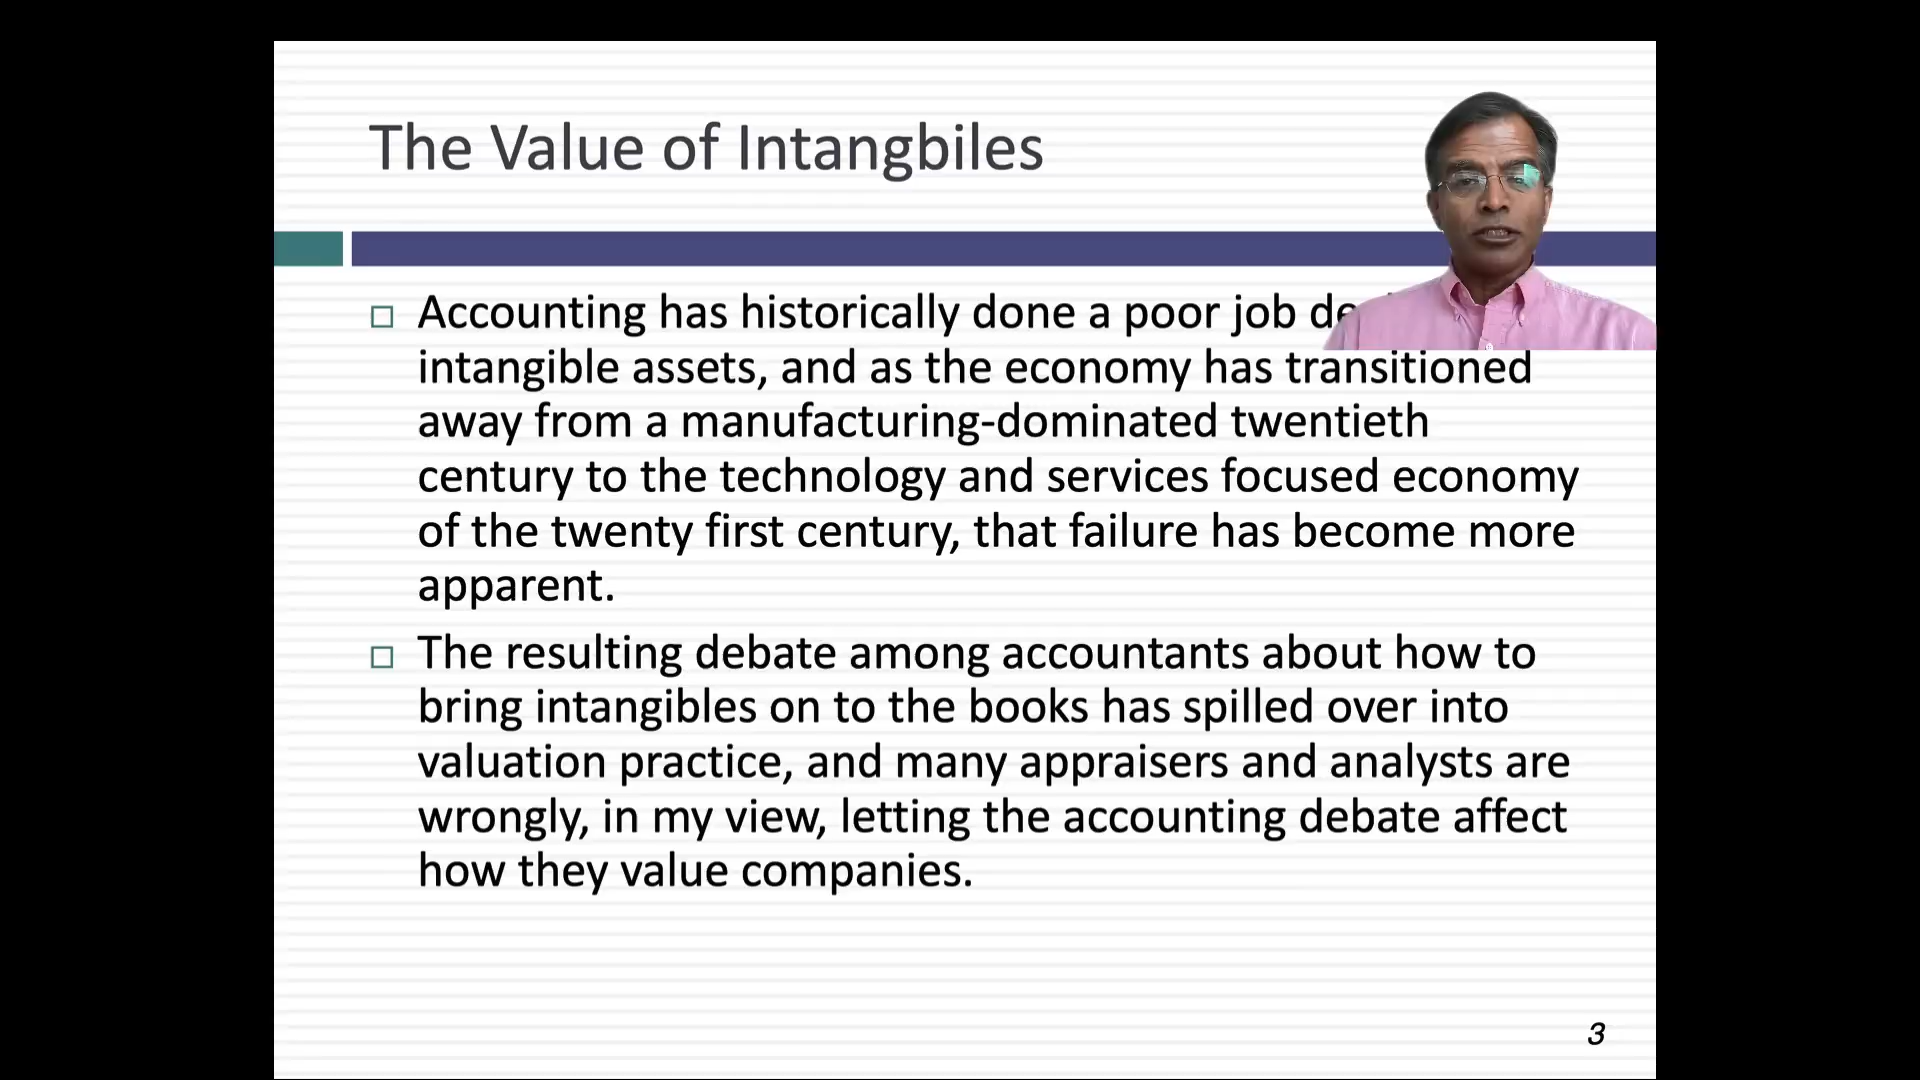 The Value of Intangbiles
Accounting has historically done a poor job
intangible assets, and as the economy has transitioned
away from a manufacturing-dominated twentieth
century to the technology and services focused economy
of the twenty first century, that failure has become more
apparent.
The resulting debate among accountants about how to
bring intangibles on to the books has spilled over into
valuation practice, and many appraisers and analysts are
wrongly, in my view, letting the accounting debate affect
how they value companies.
3